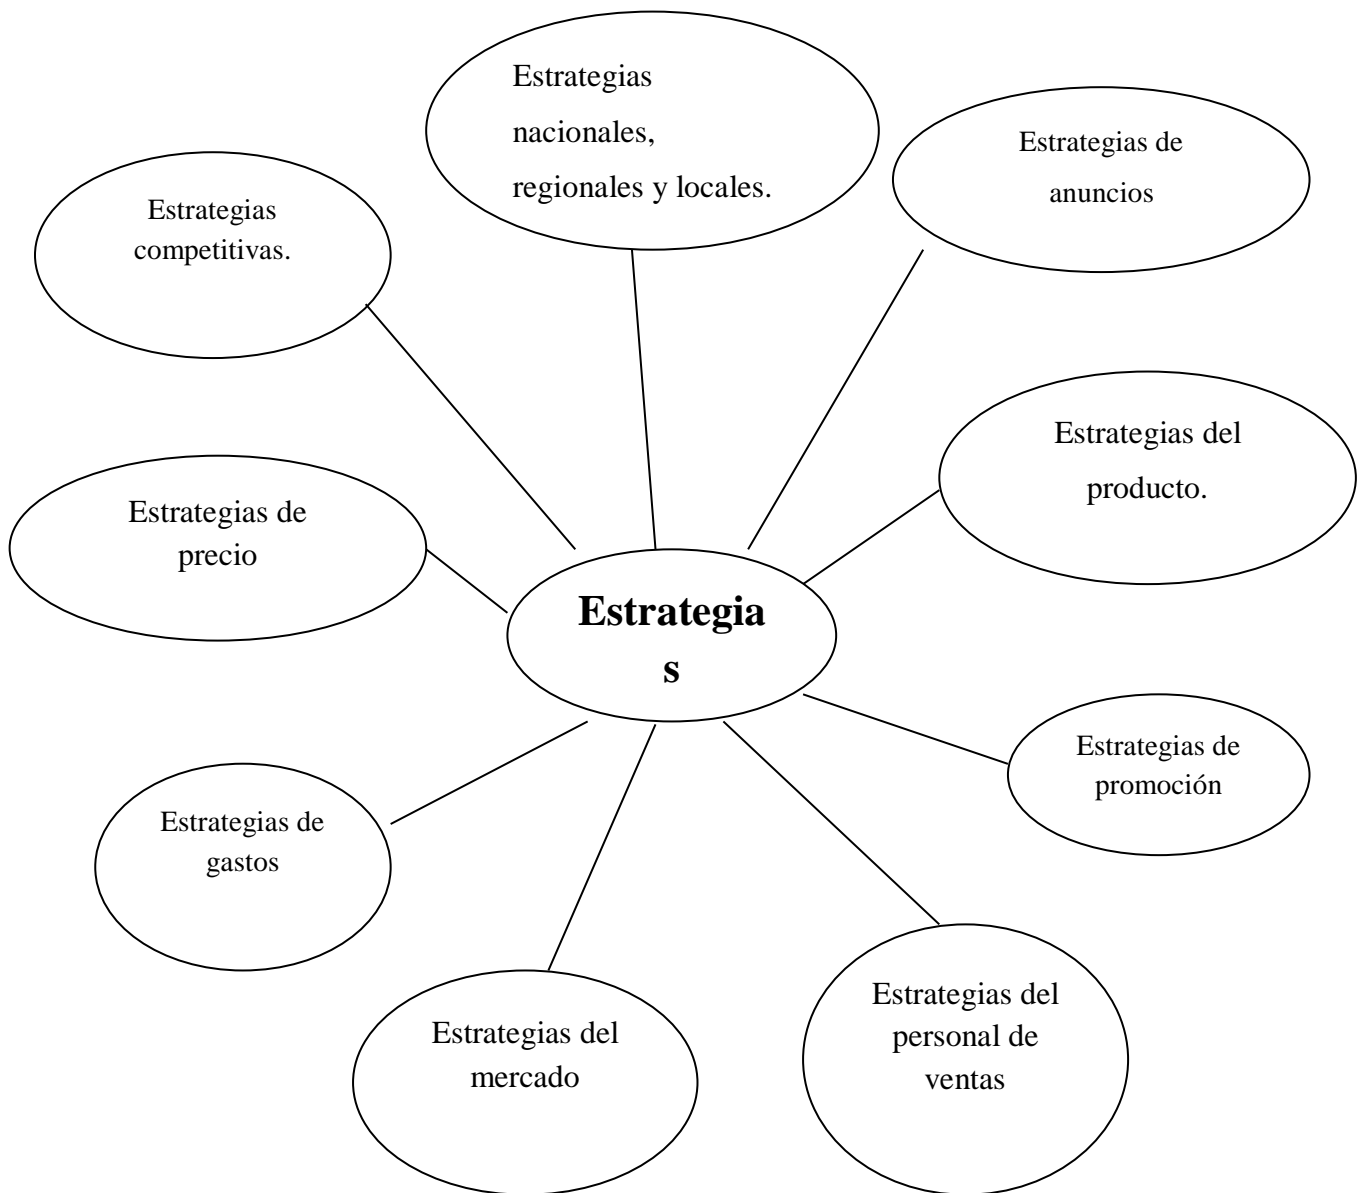 Estrategias
nacionales,
regionales y locales.
Estrategias de
anuncios
Estrategias
competitivas.
Estrategias del
producto.
Estrategias de
precio
Estrategia
s
Estrategias de
promoción
Estrategias de
gastos
Estrategias del
personal de
ventas
Estrategias del
mercado